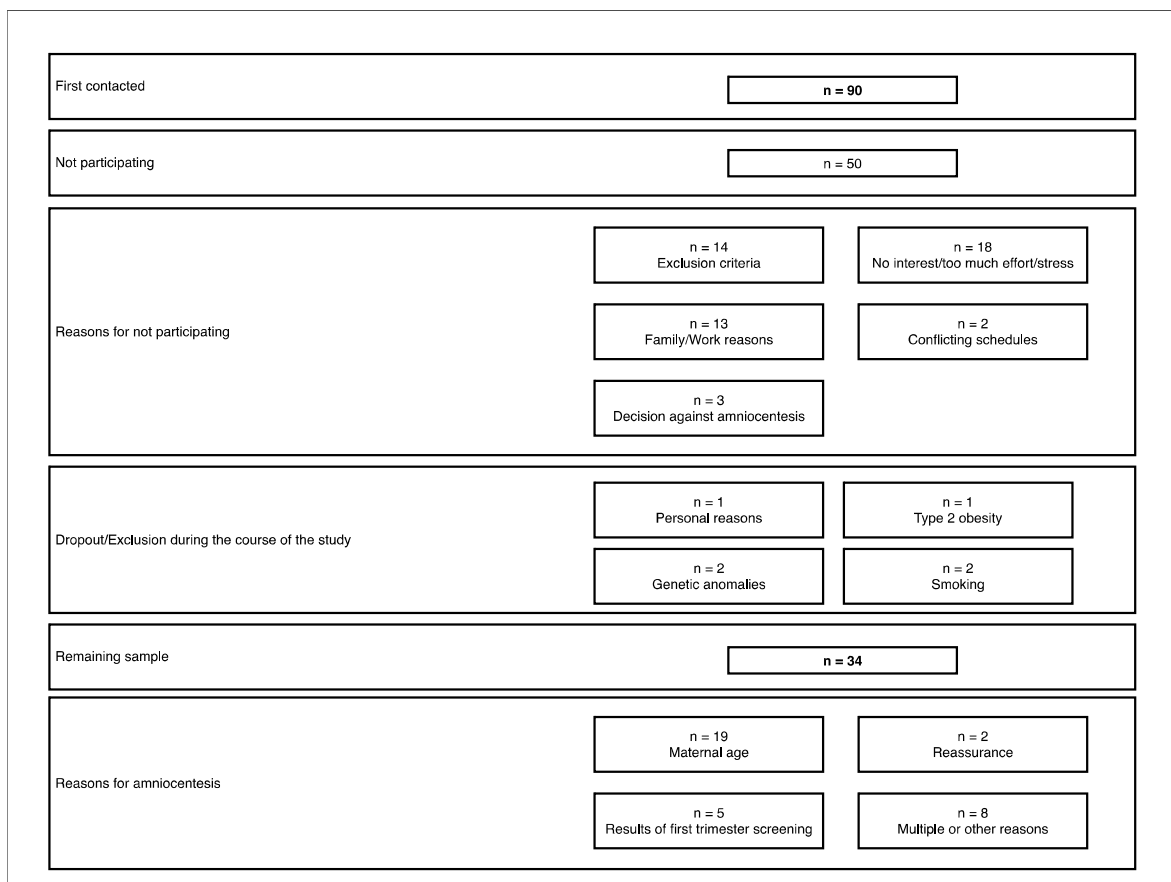 First contacted
n = 90
Not participating
n = 50
Reasons for not participating
n = 14
Exclusion criteria
n = 18
No interest/too much effort/stress
n = 13
Family/Work reasons
n = 2
Conflicting schedules
n = 3
Decision against amniocentesis
Dropout/Exclusion during the course of the study
n = 1
Personal reasons
n = 1
Type 2 obesity
n = 2
Genetic anomalies
n = 2
Smoking
Remaining sample
n = 34
Reasons for amniocentesis
n = 19
Maternal age
n = 2
Reassurance
n = 5
Results of first trimester screening
n = 8
Multiple or other reasons